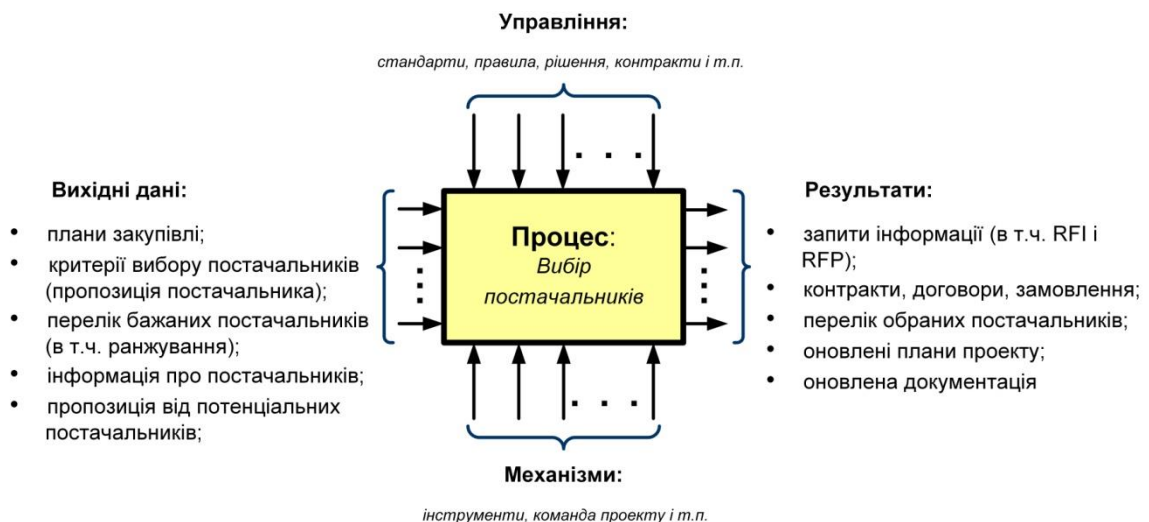 Управління:
стандарти, правила, рішення, контракти і т.п.
Вихідні дані:
• плани закупівлі;
• критерії вибору постачальників
(пропозиція постачальника);
• перелік бажаних постачальників
(в т.ч. ранжування);
• інформація про постачальників;
• пропозиція від потенціальних
постачальників;
Процес:
Вибір
постачальників
Результати:
• запити інформації (в т.ч. RFI і
RFP);
• контракти, договори, замовлення;
• перелік обраних постачальників;
• оновлені плани проекту;
• оновлена документація
Механізми:
інструменти, команда проекту і т.п.